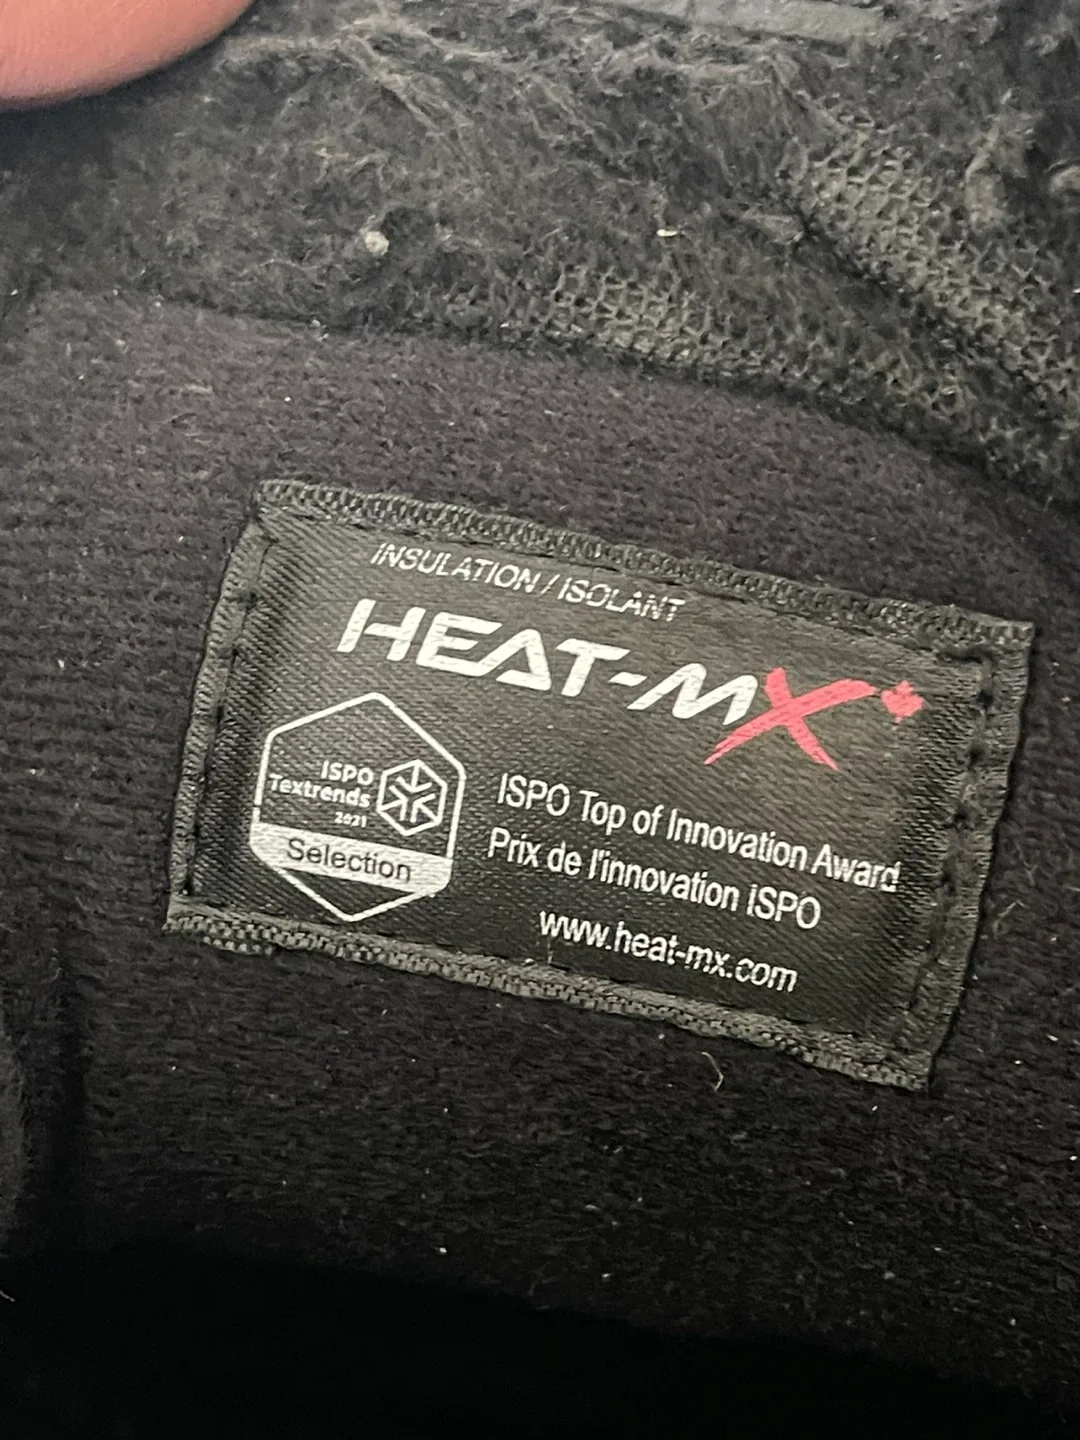 INSULATION / ISOLANT
HEAT-MX
ISPO
Textrends
2021
Selection
ISPO Top of Innovation Award
Prix de l'innovation ISPO
www.heat-mx.com